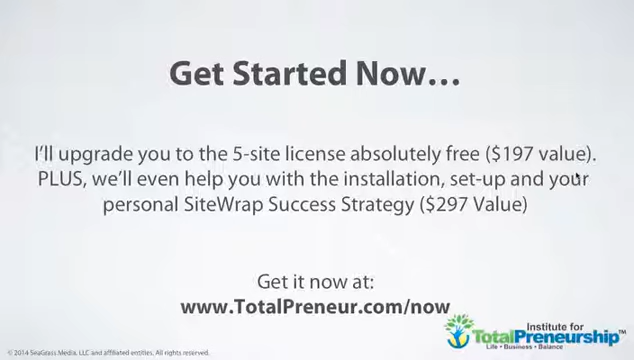 Get Started Now…
I'll upgrade you to the 5-site license absolutely free ($197 value).
PLUS, we'll even help you with the installation, set-up and your
personal SiteWrap Success Strategy ($297 Value)
Get it now at:
www.TotalPreneur.com/now
Institute for
TotalPreneurship™
Life • Business • Balance
© 2014 SeaGrass Media, LLC and affiliated entities. All rights reserved.